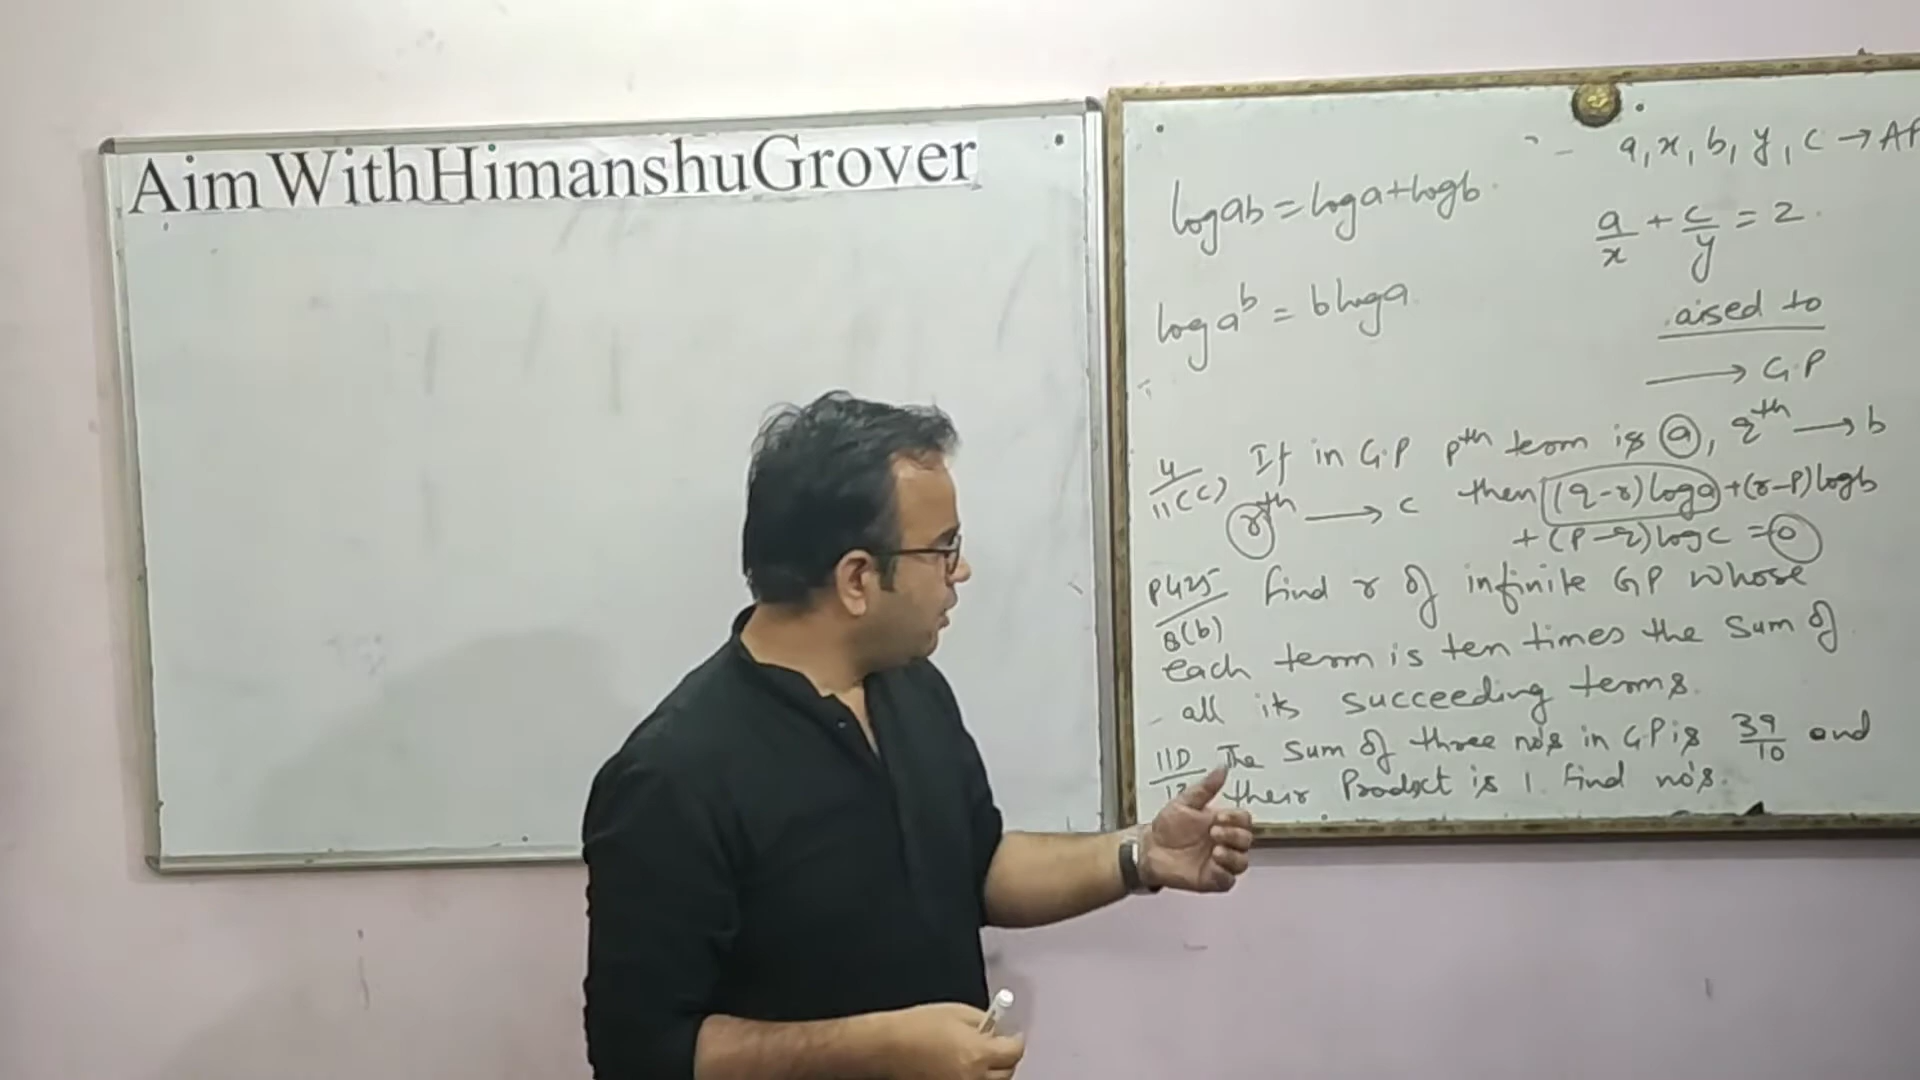 Aim WithHimanshuGrover
a, x, b, y, c → AP
log ab = log a + log b
a/x + c/y = 2
log a^b = b log a
aised to
→ G.P
4/11(C) If in G.P pth term is a, qth → b
rth → c then (q-r) log a + (r-p) log b
+ (p-q) log c = 0
P425/8(b) find r of infinite GP whose
each term is ten times the sum of
all its succeeding terms.
11D The sum of three no's in G.P is 39/10 and
their Product is 1. find no's.